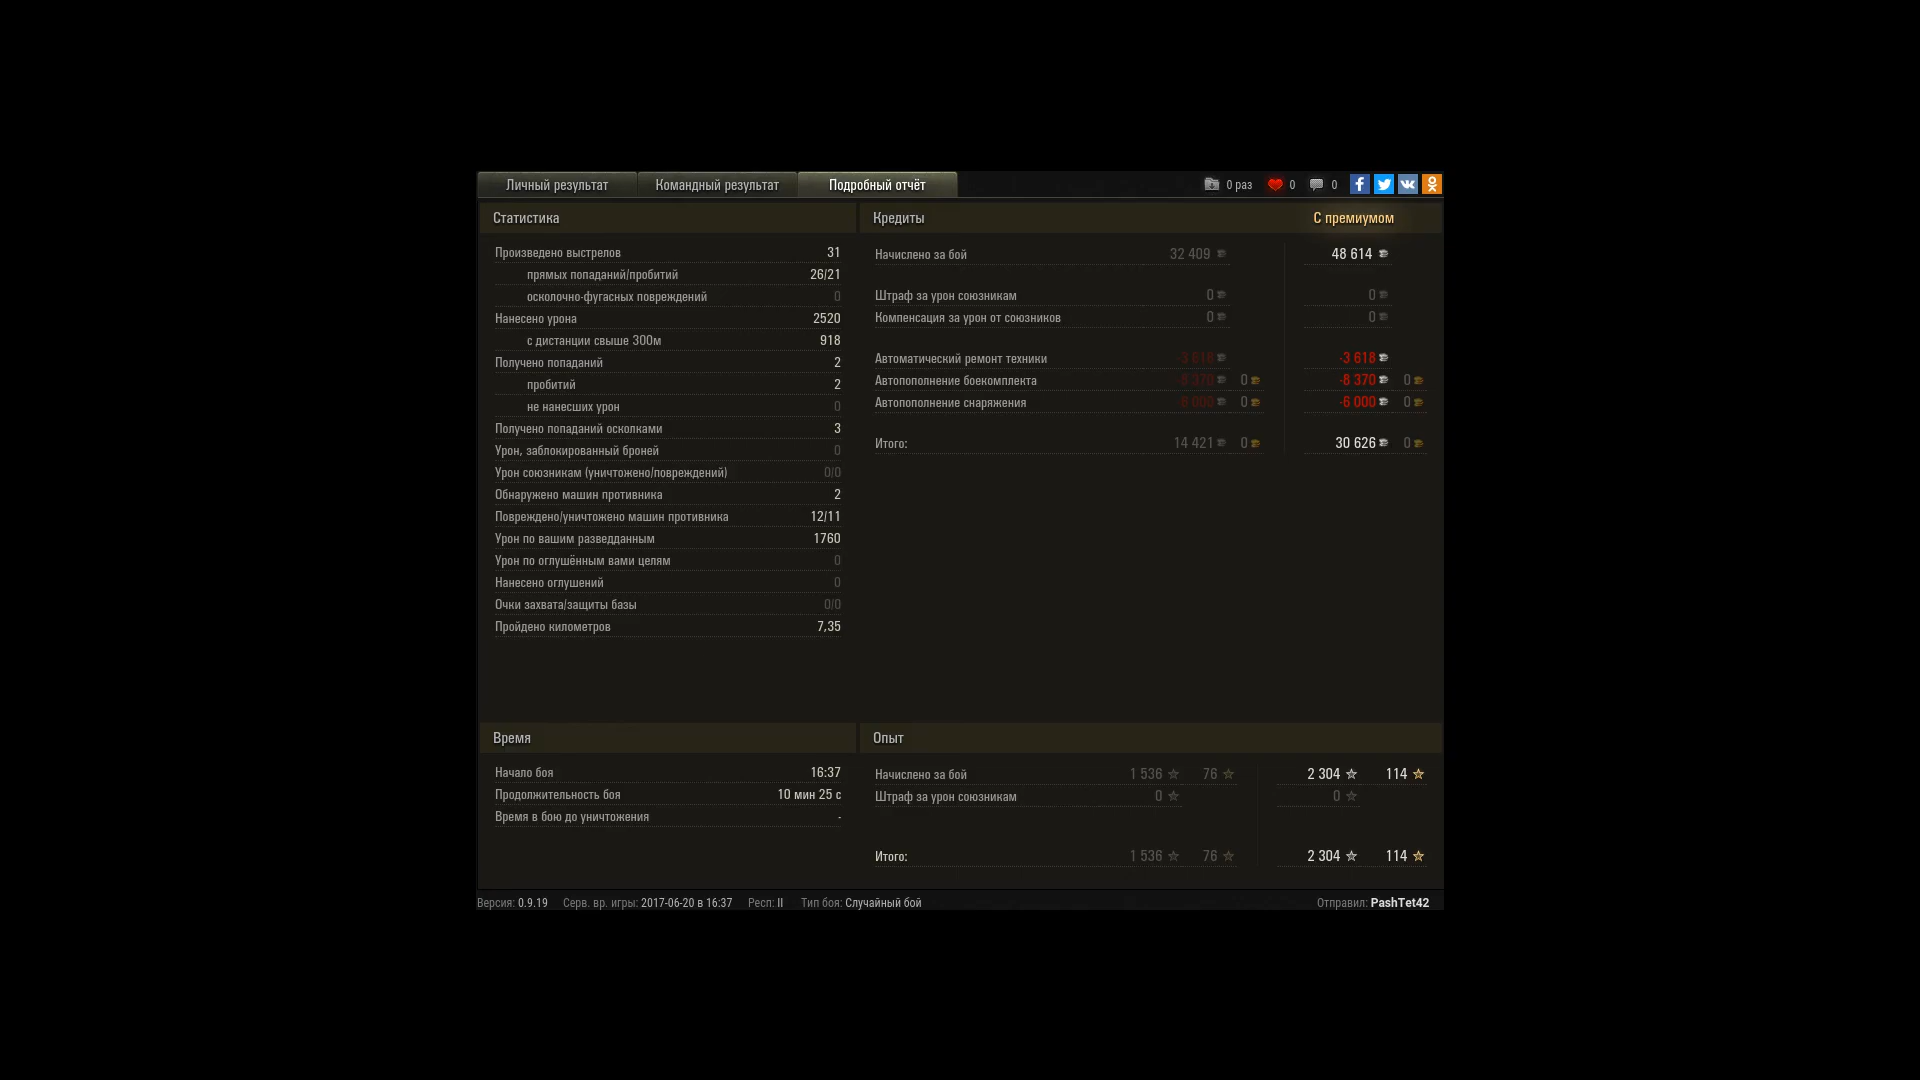 Личный результат Командный результат Подробный отчёт 0 раз 0 0
Статистика
Произведено выстрелов 31
прямых попаданий/пробитий 26/21
осколочно-фугасных повреждений 0
Нанесено урона 2520
с дистанции свыше 300м 918
Получено попаданий 2
пробитий 2
не нанесших урон 0
Получено попаданий осколками 3
Урон, заблокированный броней 0
Урон союзникам (уничтожено/повреждений) 0/0
Обнаружено машин противника 2
Повреждено/уничтожено машин противника 12/11
Урон по вашим разведданным 1760
Урон по оглушённым вами целям 0
Нанесено оглушений 0
Очки захвата/защиты базы 0/0
Пройдено километров 7,35
Кредиты С премиумом
Начислено за бой 32 409 48 614
Штраф за урон союзникам 0 0
Компенсация за урон от союзников 0 0
Автоматический ремонт техники -3 618 -3 618
Автопополнение боекомплекта -8 370 0 -8 370 0
Автопополнение снаряжения -6 000 0 -6 000 0
Итого: 14 421 0 30 626 0
Время
Начало боя 16:37
Продолжительность боя 10 мин 25 с
Время в бою до уничтожения -
Опыт
Начислено за бой 1 536 76 2 304 114
Штраф за урон союзникам 0 0
Итого: 1 536 76 2 304 114
Версия: 0.9.19 Серв. вр. игры: 2017-06-20 в 16:37 Респ: II Тип боя: Случайный бой Отправил: PashTet42